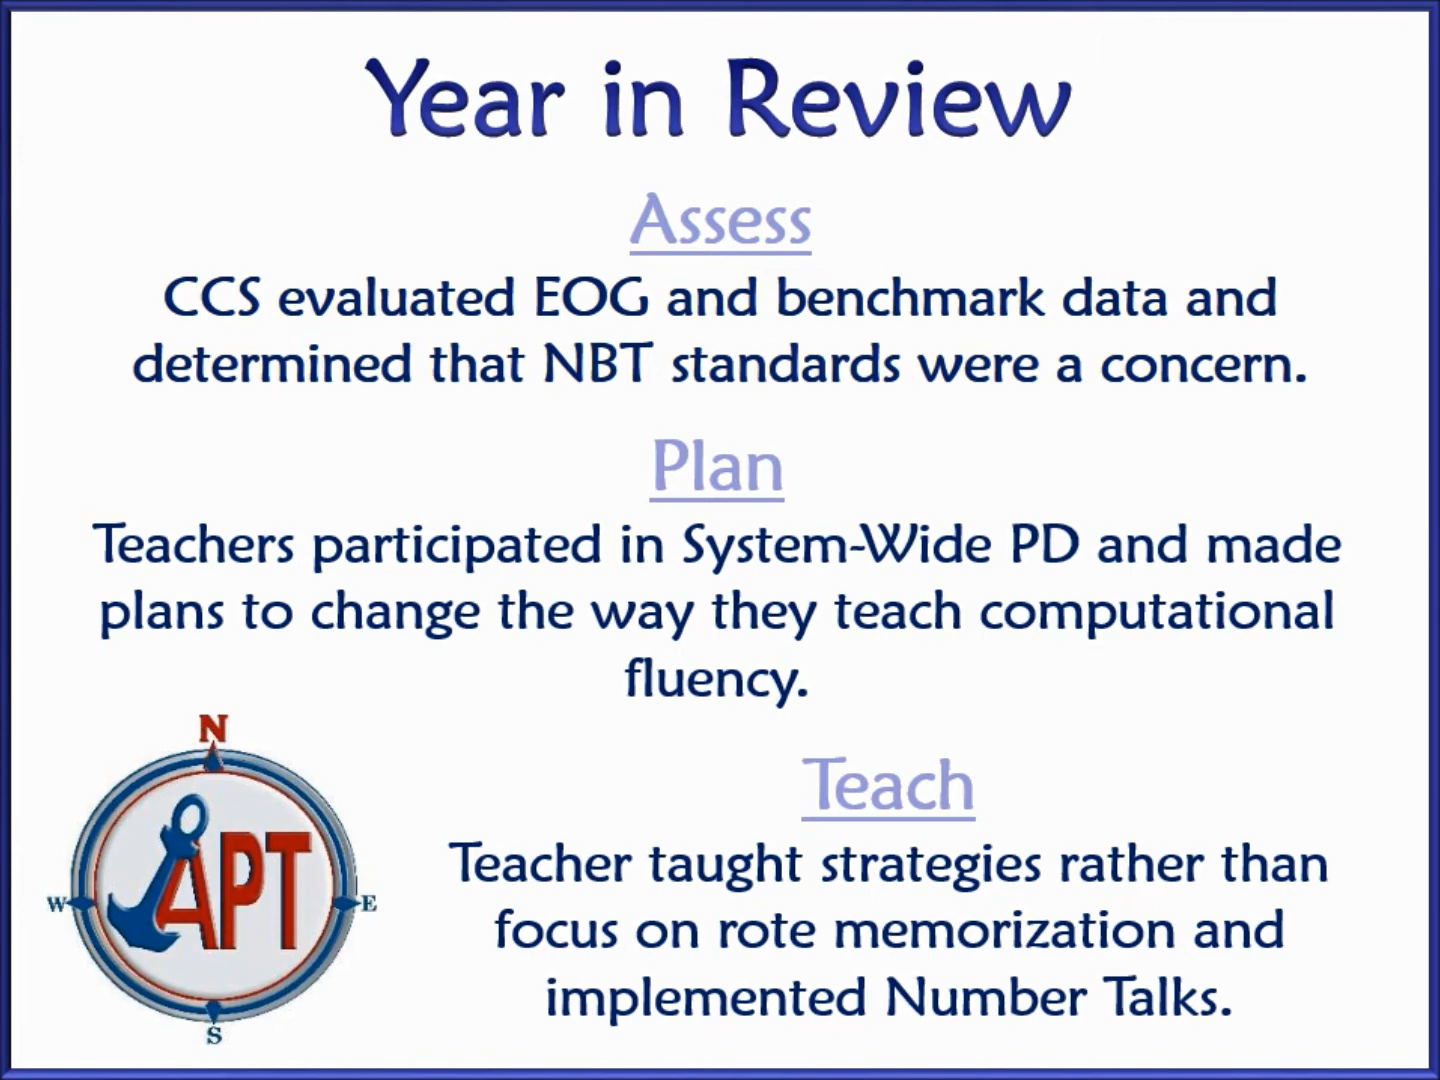 Year in Review
Assess
CCS evaluated EOG and benchmark data and
determined that NBT standards were a concern.
Plan
Teachers participated in System-Wide PD and made
plans to change the way they teach computational
fluency.
N
APT
W
E
S
Teach
Teacher taught strategies rather than
focus on rote memorization and
implemented Number Talks.